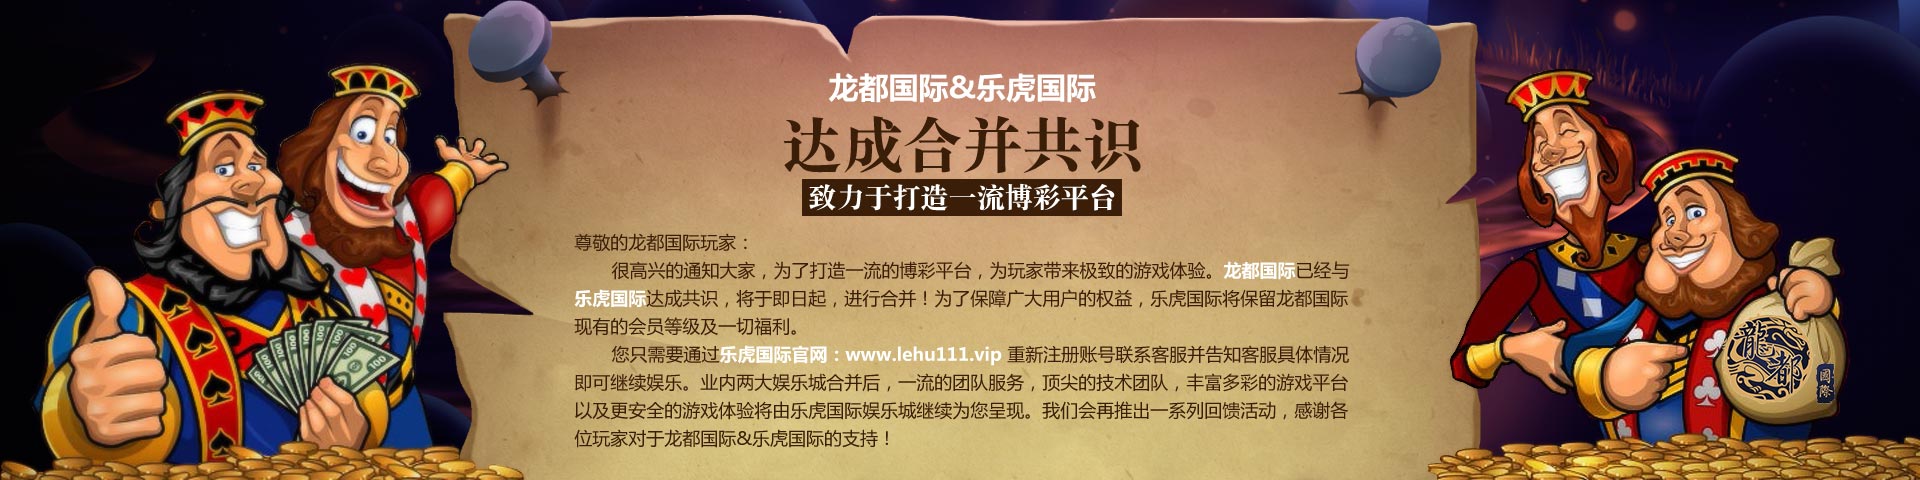 龙都国际&乐虎国际
达成合并共识
致力于打造一流博彩平台
尊敬的龙都国际玩家：
很高兴的通知大家，为了打造一流的博彩平台，为玩家带来极致的游戏体验。龙都国际已经与
乐虎国际达成共识，将于即日起，进行合并！为了保障广大用户的权益，乐虎国际将保留龙都国际
现有的会员等级及一切福利。
您只需要通过乐虎国际官网：www.lehu111.vip 重新注册账号联系客服并告知客服具体情况
即可继续娱乐。业内两大娱乐城合并后，一流的团队服务，顶尖的技术团队，丰富多彩的游戏平台
以及更安全的游戏体验将由乐虎国际娱乐城继续为您呈现。我们会再推出一系列回馈活动，感谢各
位玩家对于龙都国际&乐虎国际的支持！
100 100 100 100 100 100
龍都
國際